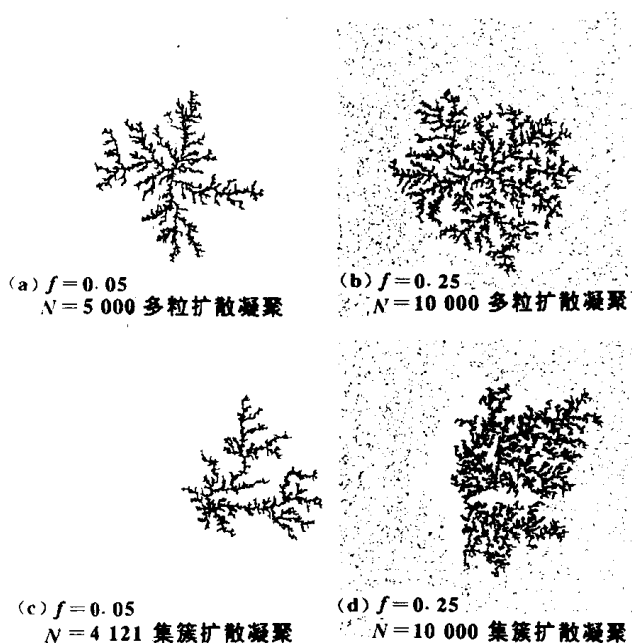 (a) f=0.05
N=5 000 多粒扩散凝聚
(b) f=0.25
N=10 000 多粒扩散凝聚
(c) f=0.05
N=4 121 集簇扩散凝聚
(d) f=0.25
N=10 000 集簇扩散凝聚